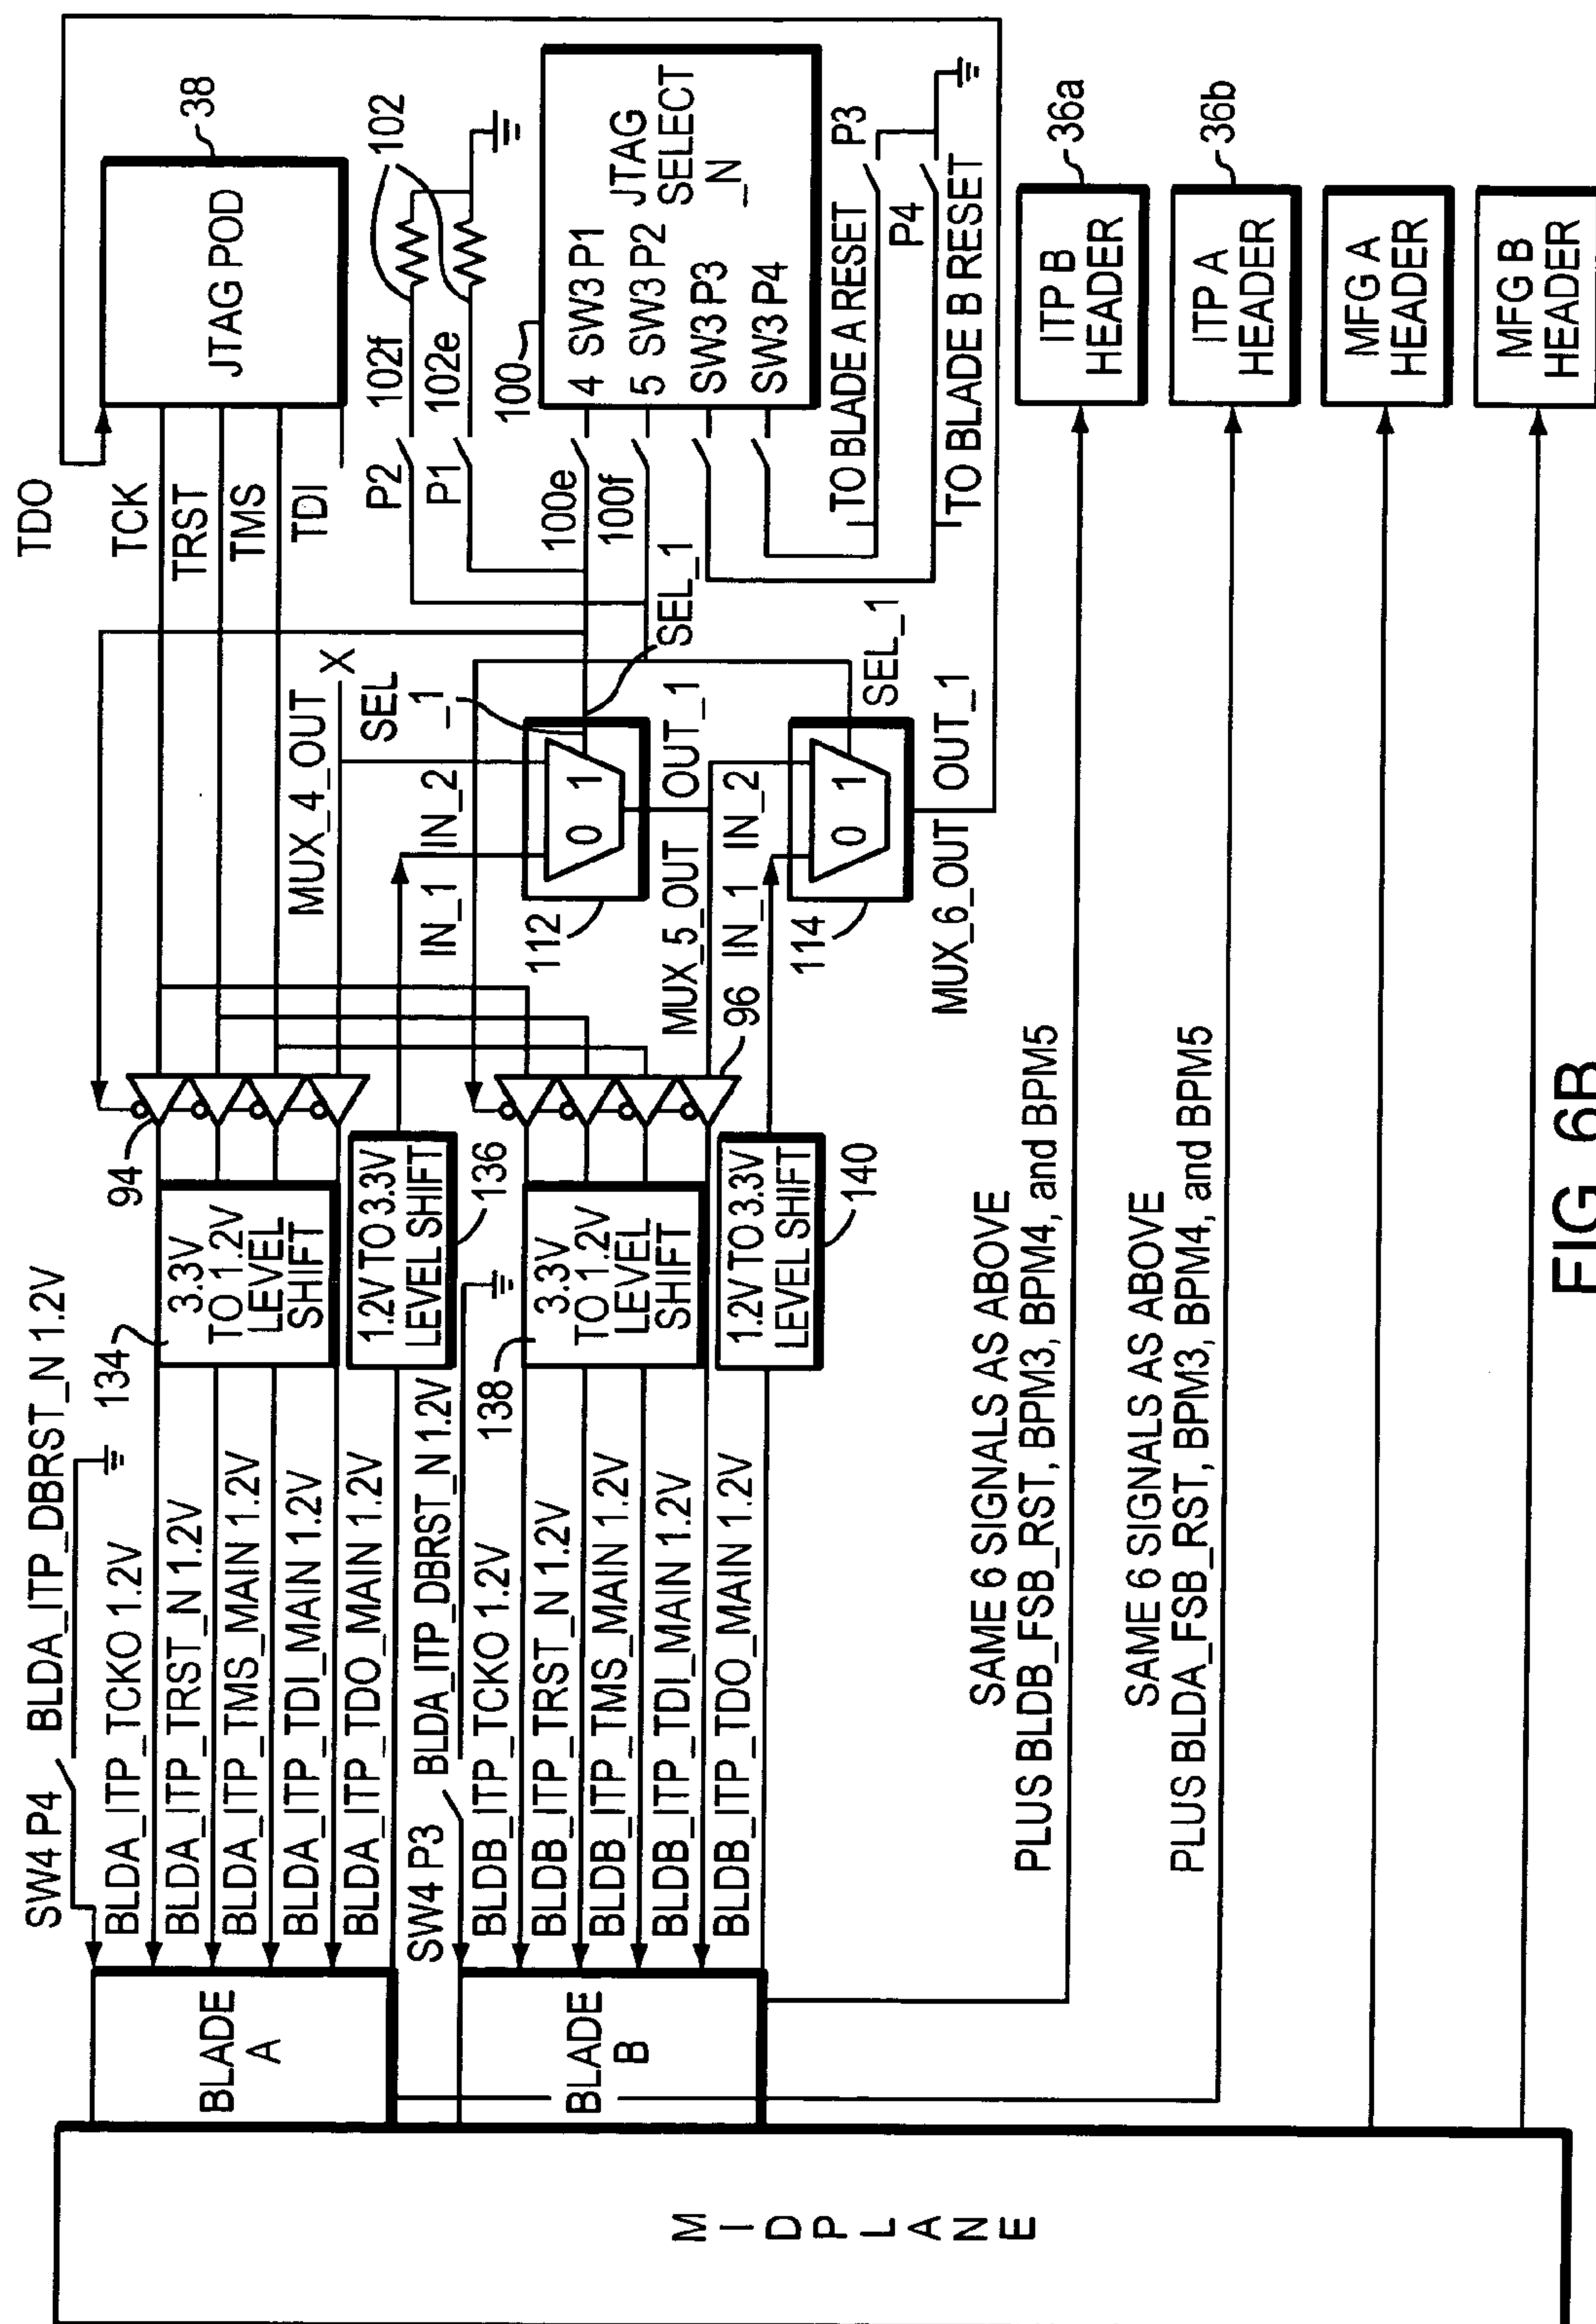 SW4 P4
BLDA_ITP_DBRST_N 1.2V
TDO
BLDA_ITP_TCKO 1.2V
BLDA_ITP_TRST_N 1.2V
BLDA_ITP_TMS_MAIN 1.2V
BLDA_ITP_TDI_MAIN 1.2V
BLDA_ITP_TDO_MAIN 1.2V
BLADE
A
134
3.3V
TO 1.2V
LEVEL
SHIFT
94
TCK
TRST
TMS
TDI
JTAG POD
38
MUX_4_OUT
X
1.2V TO 3.3V
LEVEL SHIFT
136
SEL
_1
IN_1
IN_2
P2
102f
P1
102e
102
SW4 P3
BLDA_ITP_DBRST_N 1.2V
BLDB_ITP_TCKO 1.2V
BLDB_ITP_TRST_N 1.2V
BLDB_ITP_TMS_MAIN 1.2V
BLDB_ITP_TDI_MAIN 1.2V
BLDB_ITP_TDO_MAIN 1.2V
BLADE
B
138
3.3V
TO 1.2V
LEVEL
SHIFT
112
0 1
100
100e
100f
SEL_1
4 SW3 P1
5 SW3 P2
SW3 P3
SW3 P4
JTAG
SELECT
_N
MUX_5_OUT
OUT_1
96
IN_1
IN_2
1.2V TO 3.3V
LEVEL SHIFT
140
114
0 1
SEL_1
TO BLADE A RESET
P3
P4
TO BLADE B RESET
MUX_6_OUT
OUT_1
SAME 6 SIGNALS AS ABOVE
PLUS BLDB_FSB_RST, BPM3, BPM4, and BPM5
ITP B
HEADER
36a
SAME 6 SIGNALS AS ABOVE
PLUS BLDA_FSB_RST, BPM3, BPM4, and BPM5
ITP A
HEADER
36b
MFG A
HEADER
MFG B
HEADER
MIDPLANE
FIG. 6B